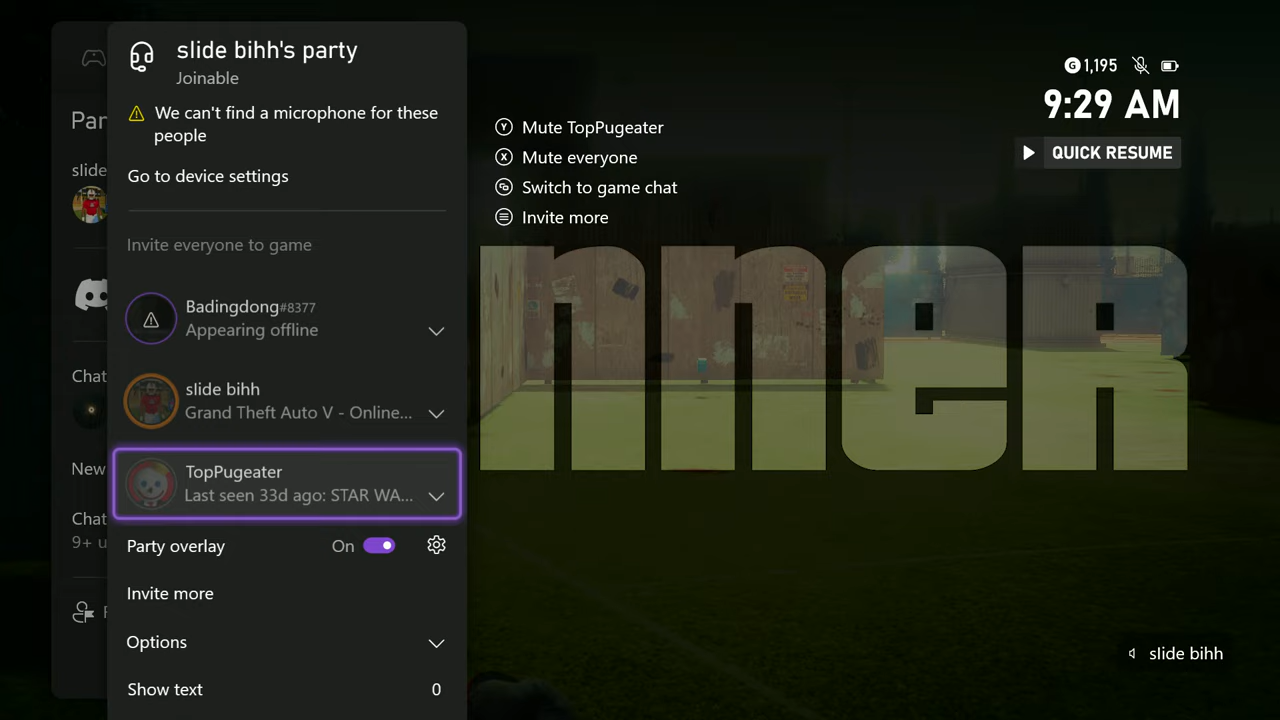 slide bihh's party
Joinable
We can't find a microphone for these
people
Go to device settings
Invite everyone to game
Badingdong#8377
Appearing offline
slide bihh
Grand Theft Auto V - Online...
TopPugeater
Last seen 33d ago: STAR WA...
Party overlay
On
Invite more
Options
Show text
0
Par
slide
Chat
New
Chat
9+ u
F
Mute TopPugeater
Mute everyone
Switch to game chat
Invite more
G 1,195
9:29 AM
QUICK RESUME
nneR
slide bihh